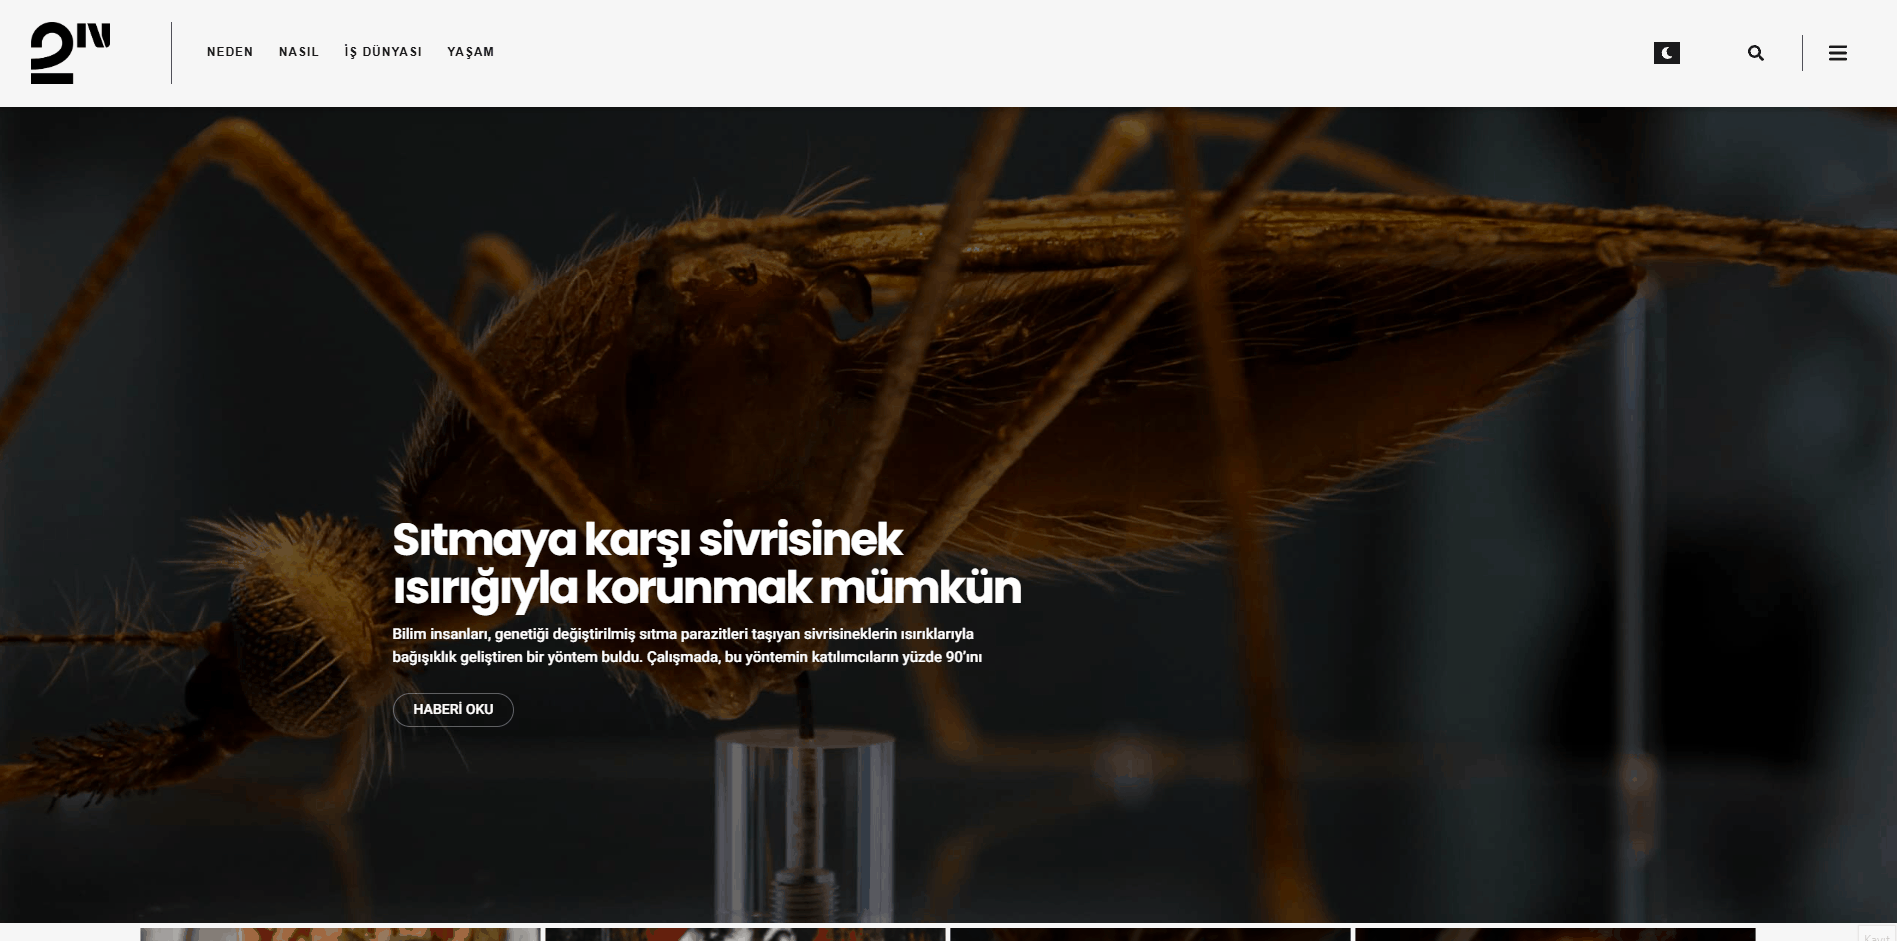 2N
NEDEN NASIL İŞ DÜNYASI YAŞAM
Sıtmaya karşı sivrisinek
ısırığıyla korunmak mümkün
Bilim insanları, genetiği değiştirilmiş sıtma parazitleri taşıyan sivrisineklerin ısırıklarıyla
bağışıklık geliştiren bir yöntem buldu. Çalışmada, bu yöntemin katılımcıların yüzde 90'ını
HABERİ OKU